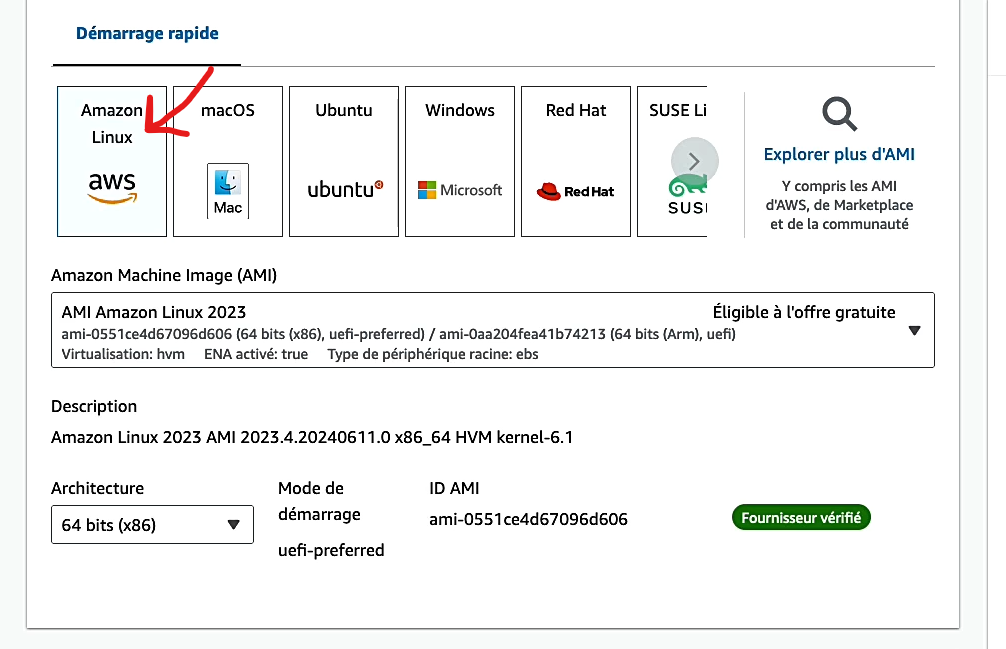 Démarrage rapide
Amazon
Linux
aws
macOS
Mac
Ubuntu
ubuntu
Windows
Microsoft
Red Hat
Red Hat
SUSE Li
SUS
Explorer plus d'AMI
Y compris les AMI
d'AWS, de Marketplace
et de la communauté
Amazon Machine Image (AMI)
AMI Amazon Linux 2023
Éligible à l'offre gratuite
ami-0551ce4d67096d606 (64 bits (x86), uefi-preferred) / ami-0aa204fea41b74213 (64 bits (Arm), uefi)
Virtualisation: hvm ENA activé: true Type de périphérique racine: ebs
Description
Amazon Linux 2023 AMI 2023.4.20240611.0 x86_64 HVM kernel-6.1
Architecture
64 bits (x86)
Mode de
démarrage
uefi-preferred
ID AMI
ami-0551ce4d67096d606
Fournisseur vérifié